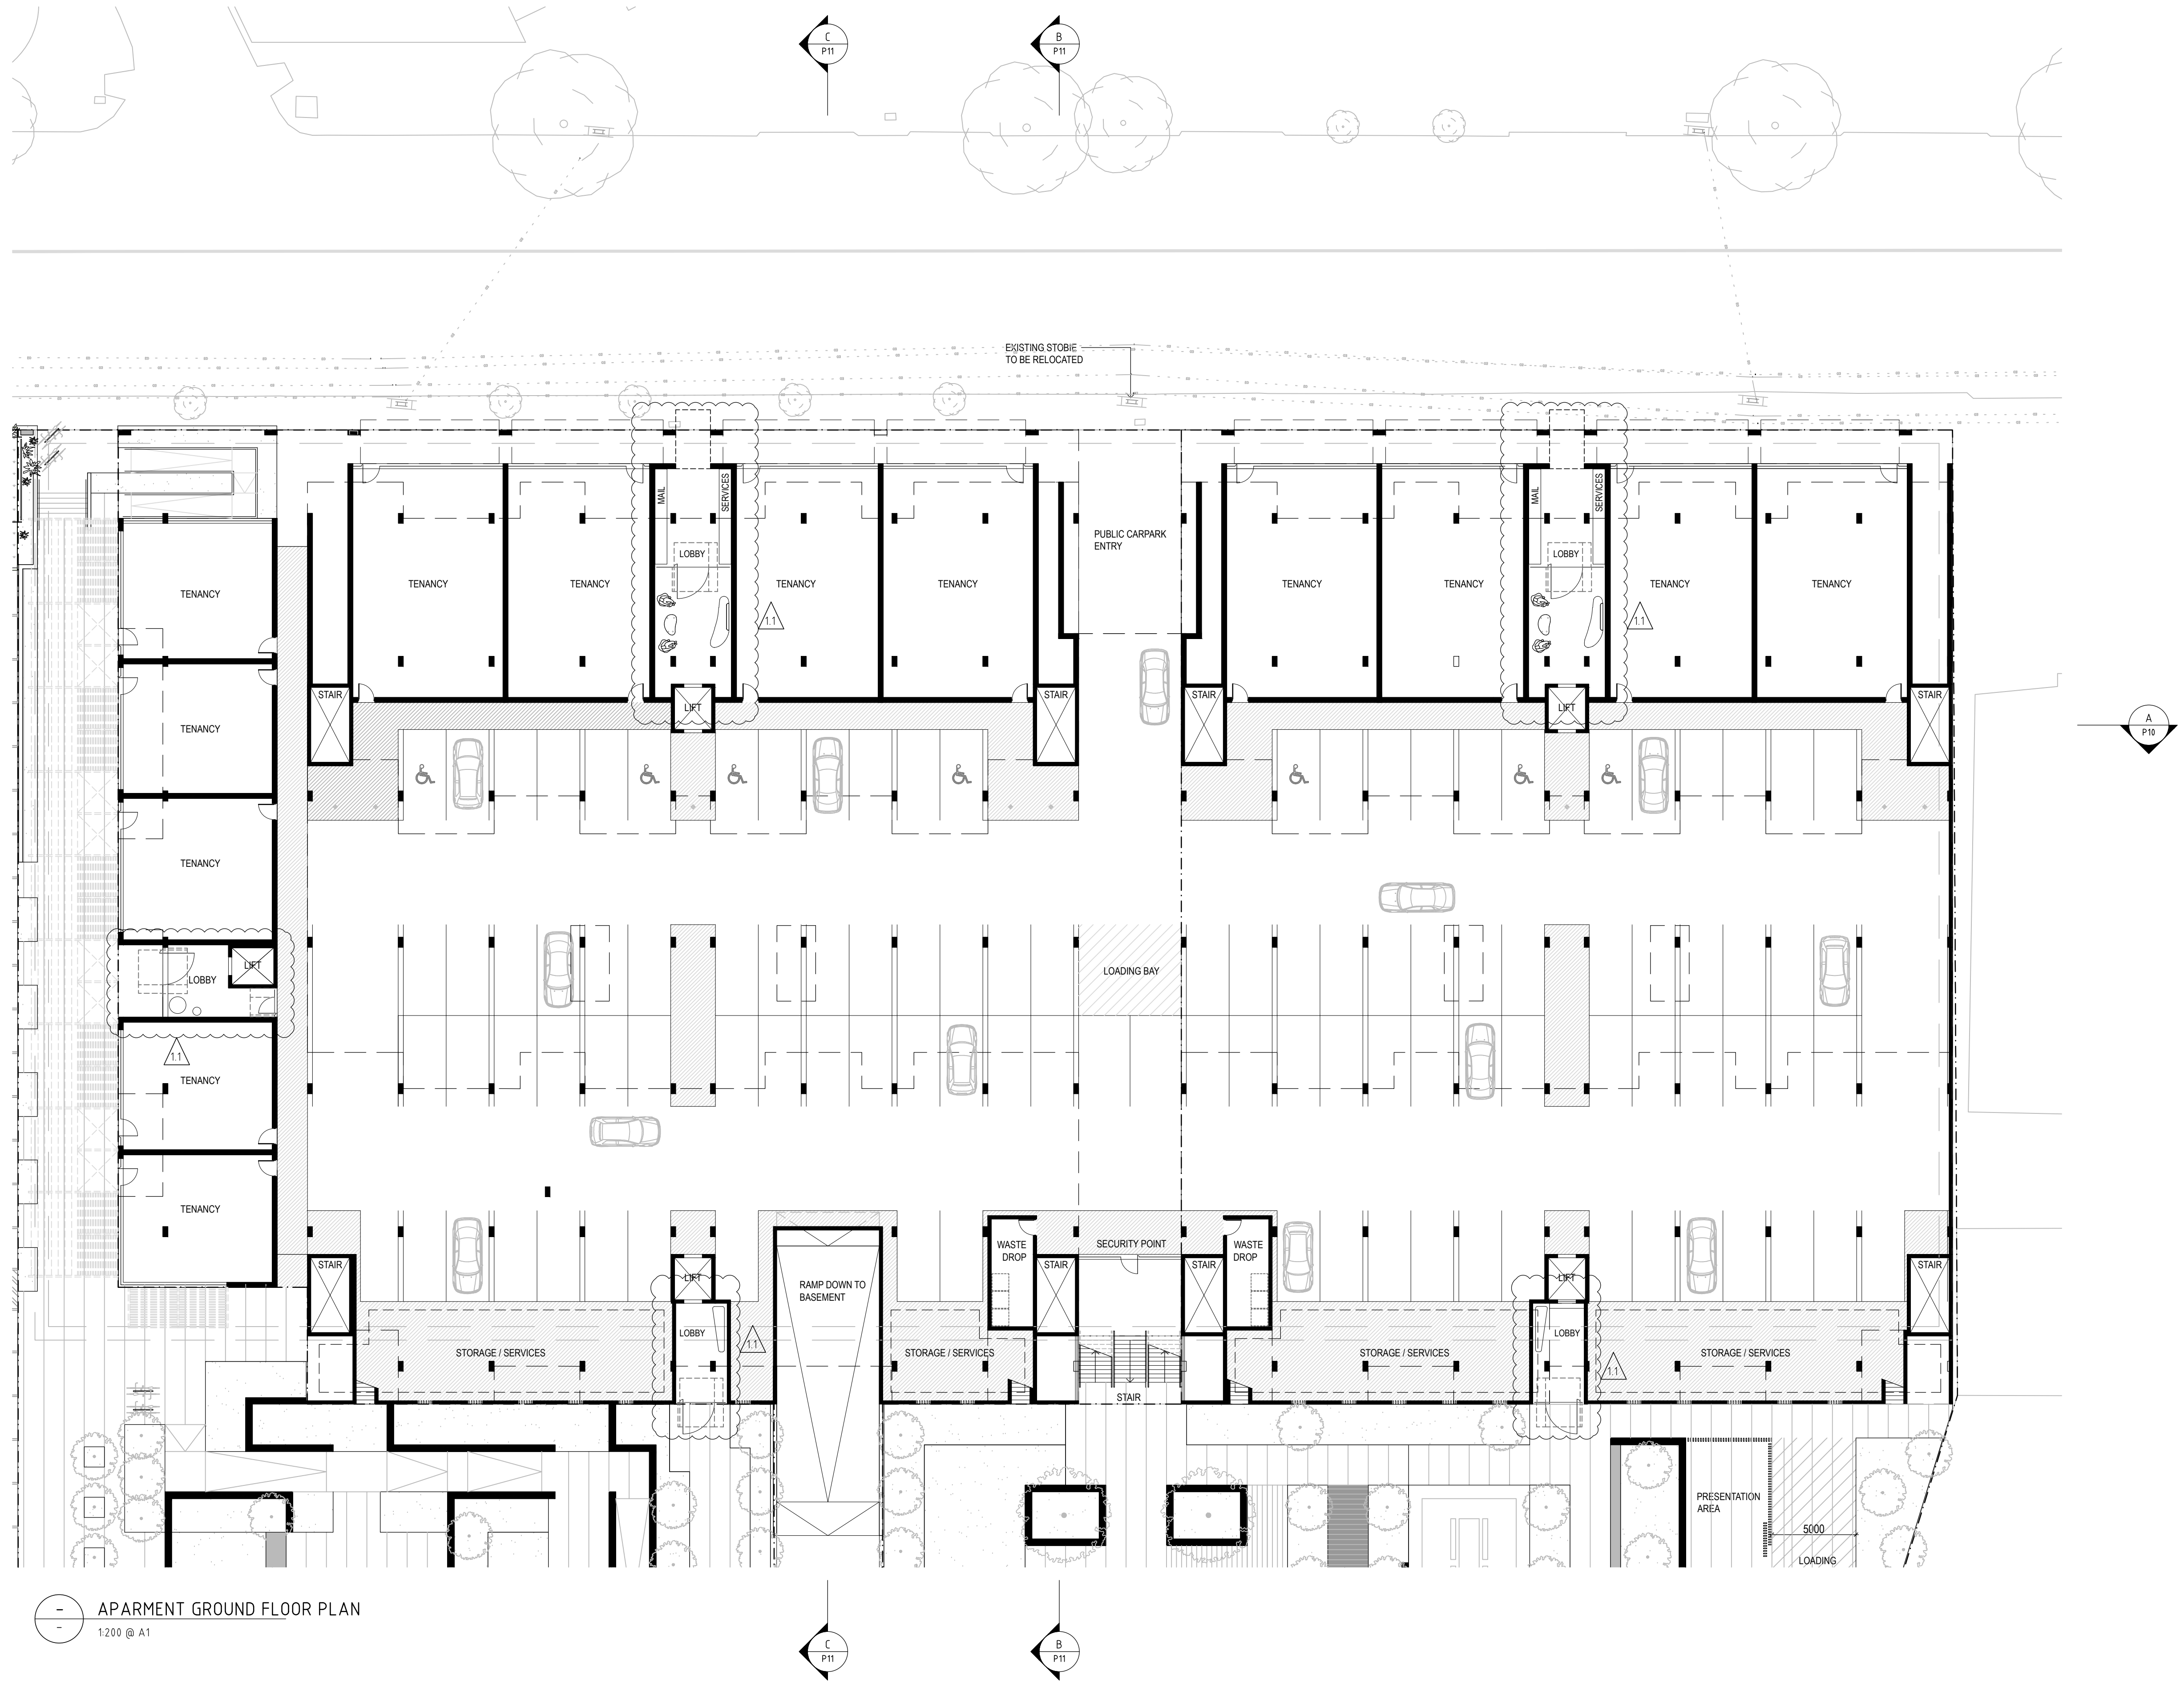 C
P11
B
P11
EXISTING STOBIE
TO BE RELOCATED
MAIL
SERVICES
MAIL
SERVICES
PUBLIC CARPARK
ENTRY
LOBBY
LOBBY
TENANCY
TENANCY
TENANCY
TENANCY
TENANCY
TENANCY
TENANCY
TENANCY
TENANCY
1.1
1.1
STAIR
STAIR
STAIR
STAIR
LIFT
LIFT
A
P10
TENANCY
TENANCY
LIFT
LOBBY
LOADING BAY
1.1
TENANCY
TENANCY
WASTE
DROP
SECURITY POINT
WASTE
DROP
STAIR
STAIR
STAIR
STAIR
LIFT
LIFT
RAMP DOWN TO
BASEMENT
LOBBY
LOBBY
1.1
1.1
STORAGE / SERVICES
STORAGE / SERVICES
STORAGE / SERVICES
STORAGE / SERVICES
STAIR
PRESENTATION
AREA
5000
LOADING
-
-
APARMENT GROUND FLOOR PLAN
1:200 @ A1
C
P11
B
P11